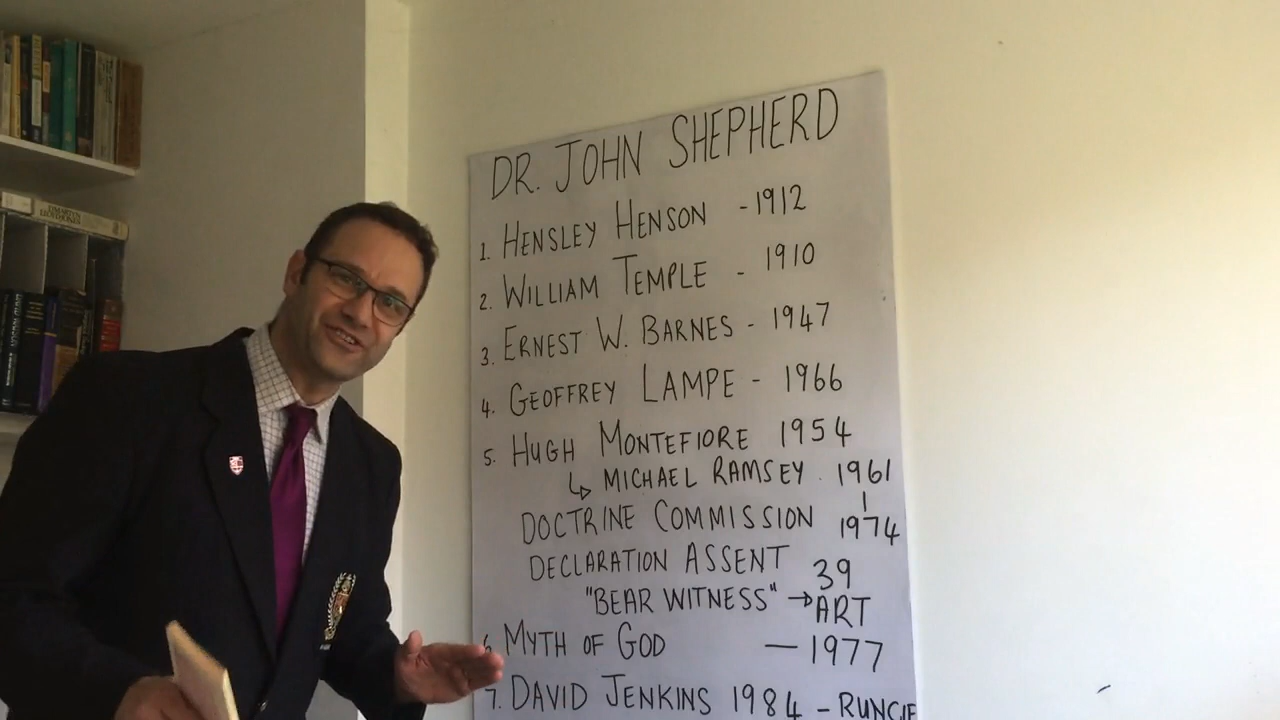 DR. JOHN SHEPHERD
1. HENSLEY HENSON - 1912
2. WILLIAM TEMPLE - 1910
3. ERNEST W. BARNES - 1947
4. GEOFFREY LAMPE - 1966
5. HUGH MONTEFIORE 1954
↳ MICHAEL RAMSEY. 1961
DOCTRINE COMMISSION 1974
DECLARATION ASSENT 39
"BEAR WITNESS" → ART
6 MYTH OF GOD — 1977
7. DAVID JENKINS 1984 - RUNCIE